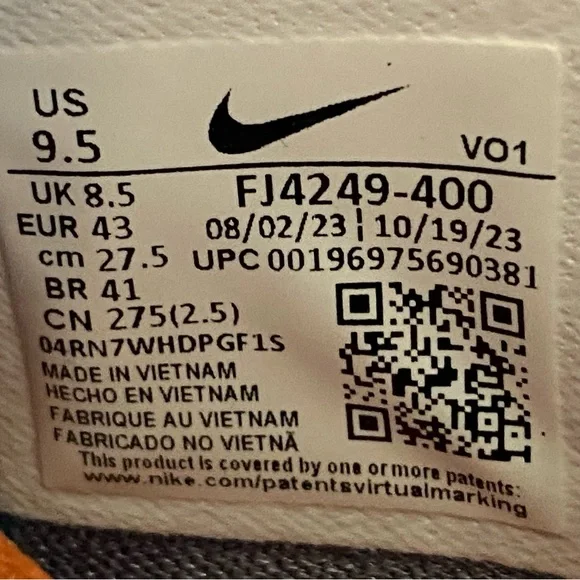 US
9.5
VO1
UK 8.5
FJ4249-400
EUR 43
08/02/23 | 10/19/23
cm 27.5
UPC 00196975690381
BR 41
CN 275(2.5)
04RN7WHDPGF1S
MADE IN VIETNAM
HECHO EN VIETNAM
FABRIQUE AU VIETNAM
FABRICADO NO VIETNÃ
This product is covered by one or more patents:
www.nike.com/patentsvirtualmarking